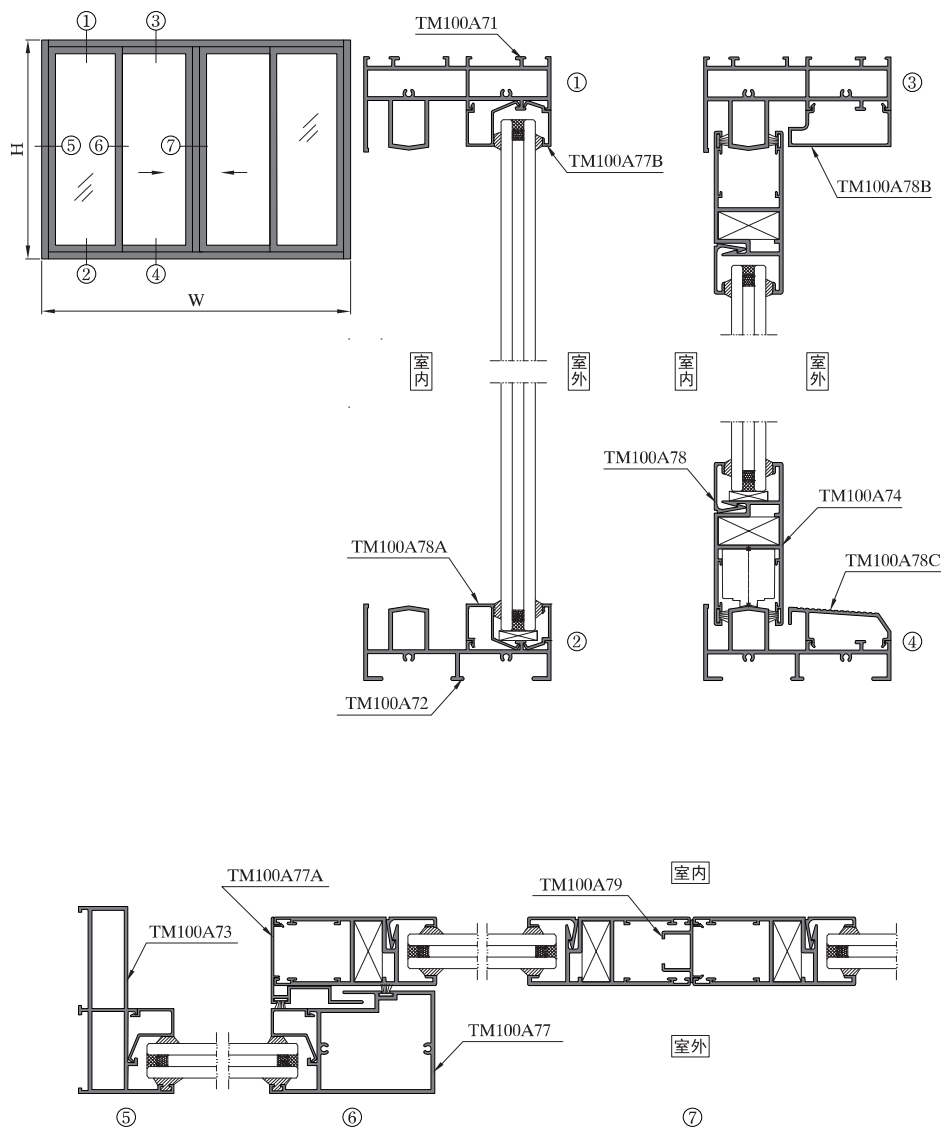 ① ③
⑤ ⑥ ⑦
② ④
H
W
TM100A71
①
TM100A77B
室内
室外
TM100A78A
②
TM100A72
③
TM100A78B
室内
室外
TM100A78
TM100A74
TM100A78C
④
TM100A73
TM100A77A
TM100A79
室内
TM100A77
室外
⑤ ⑥ ⑦